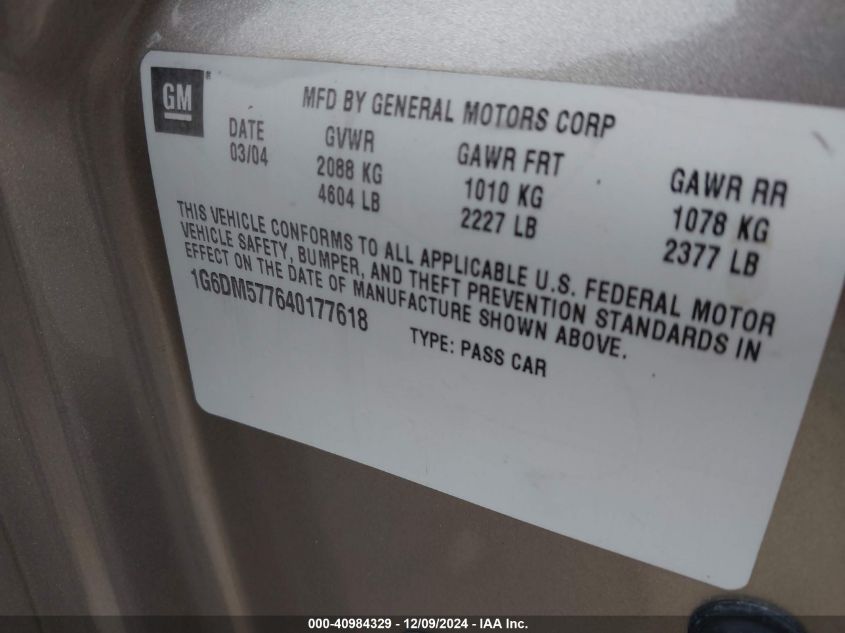 GM®
MFD BY GENERAL MOTORS CORP
DATE GVWR GAWR FRT GAWR RR
03/04 2088 KG 1010 KG 1078 KG
4604 LB 2227 LB 2377 LB
THIS VEHICLE CONFORMS TO ALL APPLICABLE U.S. FEDERAL MOTOR
VEHICLE SAFETY, BUMPER, AND THEFT PREVENTION STANDARDS IN
EFFECT ON THE DATE OF MANUFACTURE SHOWN ABOVE.
1G6DM577640177618 TYPE: PASS CAR
000-40984329 - 12/09/2024 - IAA Inc.